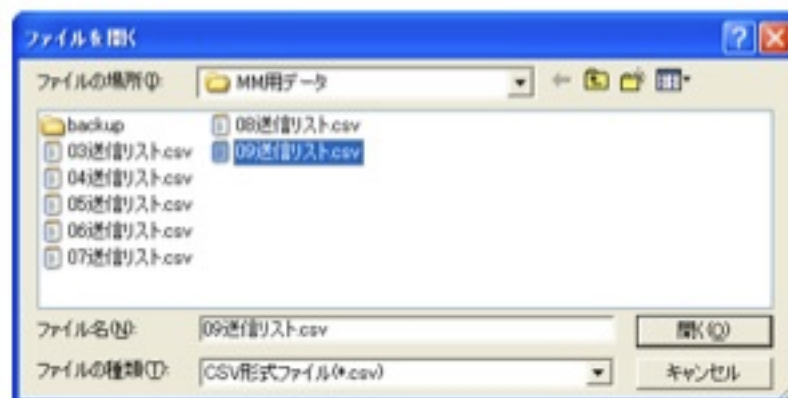 ファイルを開く
ファイルの場所(I): MM用データ
backup 08送信リスト.csv
03送信リスト.csv 09送信リスト.csv
04送信リスト.csv
05送信リスト.csv
06送信リスト.csv
07送信リスト.csv
ファイル名(N): 09送信リスト.csv 開く(O)
ファイルの種類(T): CSV形式ファイル(*.csv) キャンセル